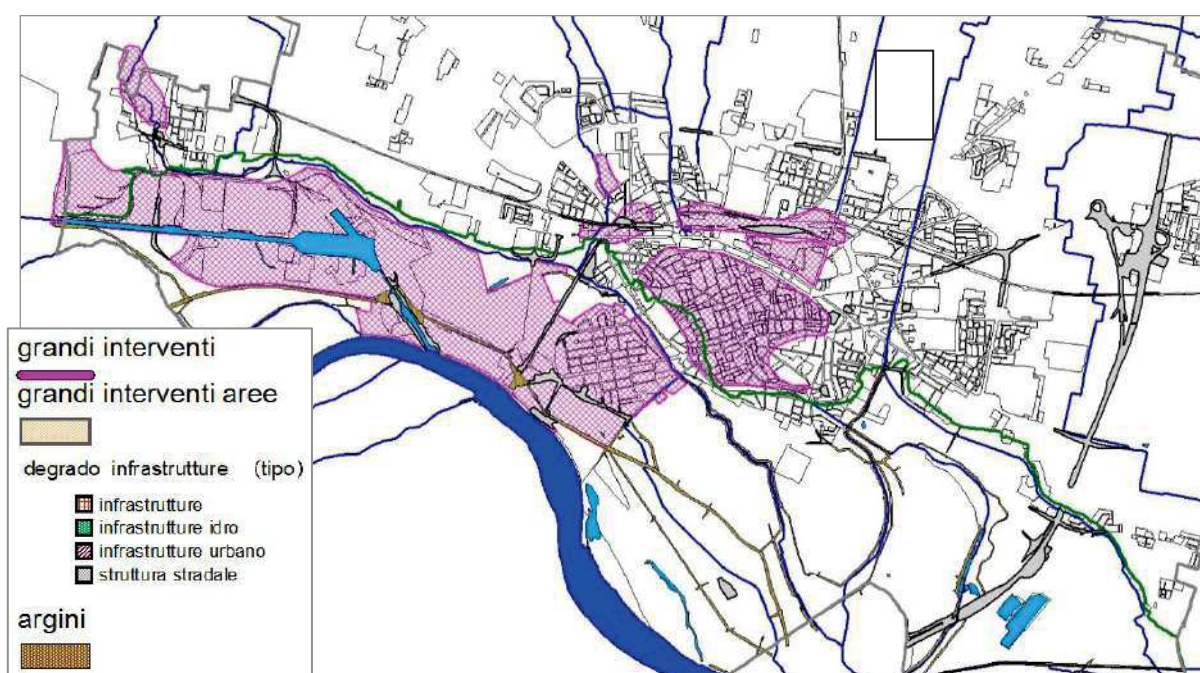 grandi interventi
grandi interventi aree
degrado infrastrutture (tipo)
infrastrutture
infrastrutture idro
infrastrutture urbano
struttura stradale
argini